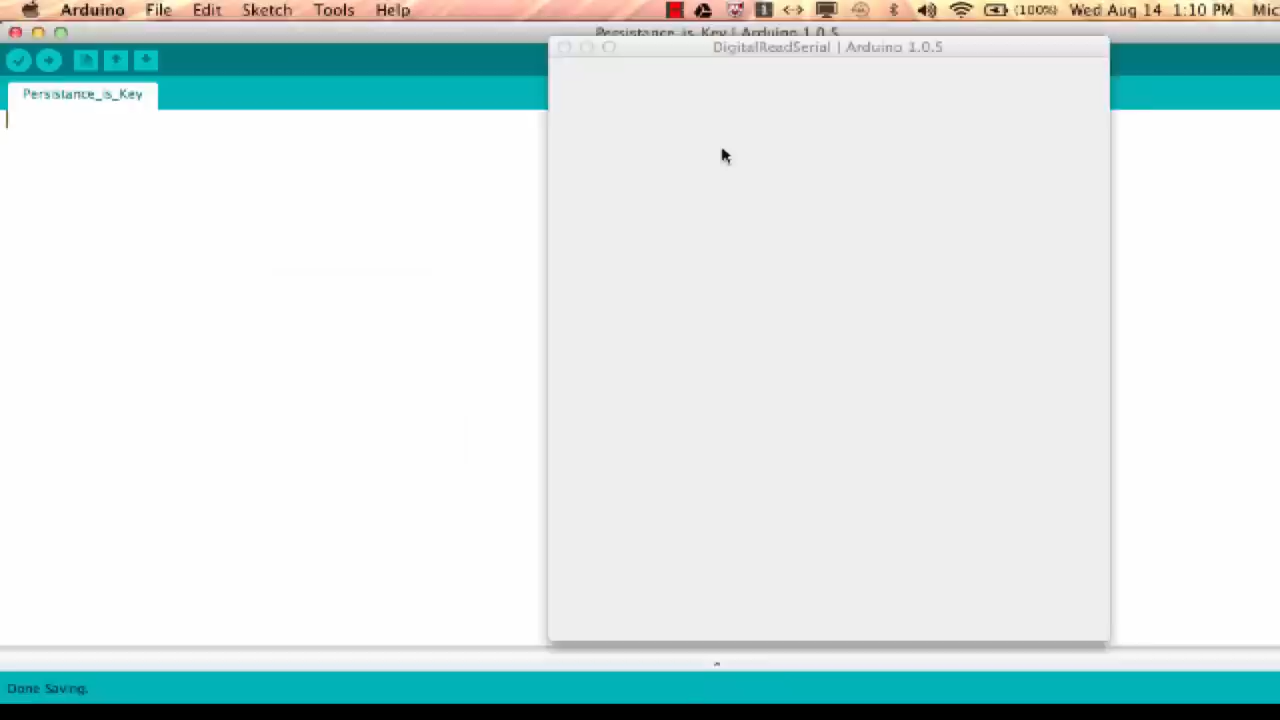 Arduino File Edit Sketch Tools Help (100%) Wed Aug 14 1:10 PM Mic
Persistance_is_Key | Arduino 1.0.5
DigitalReadSerial | Arduino 1.0.5
Persistance_is_Key
Done Saving.